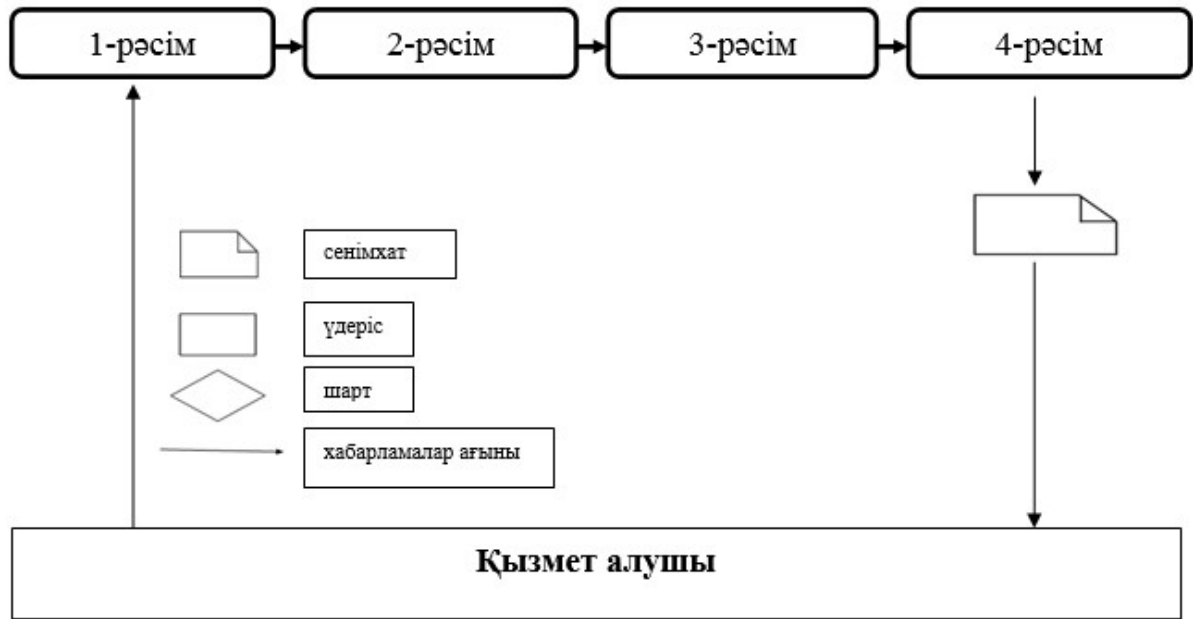 1-рәсім
2-рәсім
3-рәсім
4-рәсім
сенімхат
үдеріс
шарт
хабарламалар ағыны
Қызмет алушы